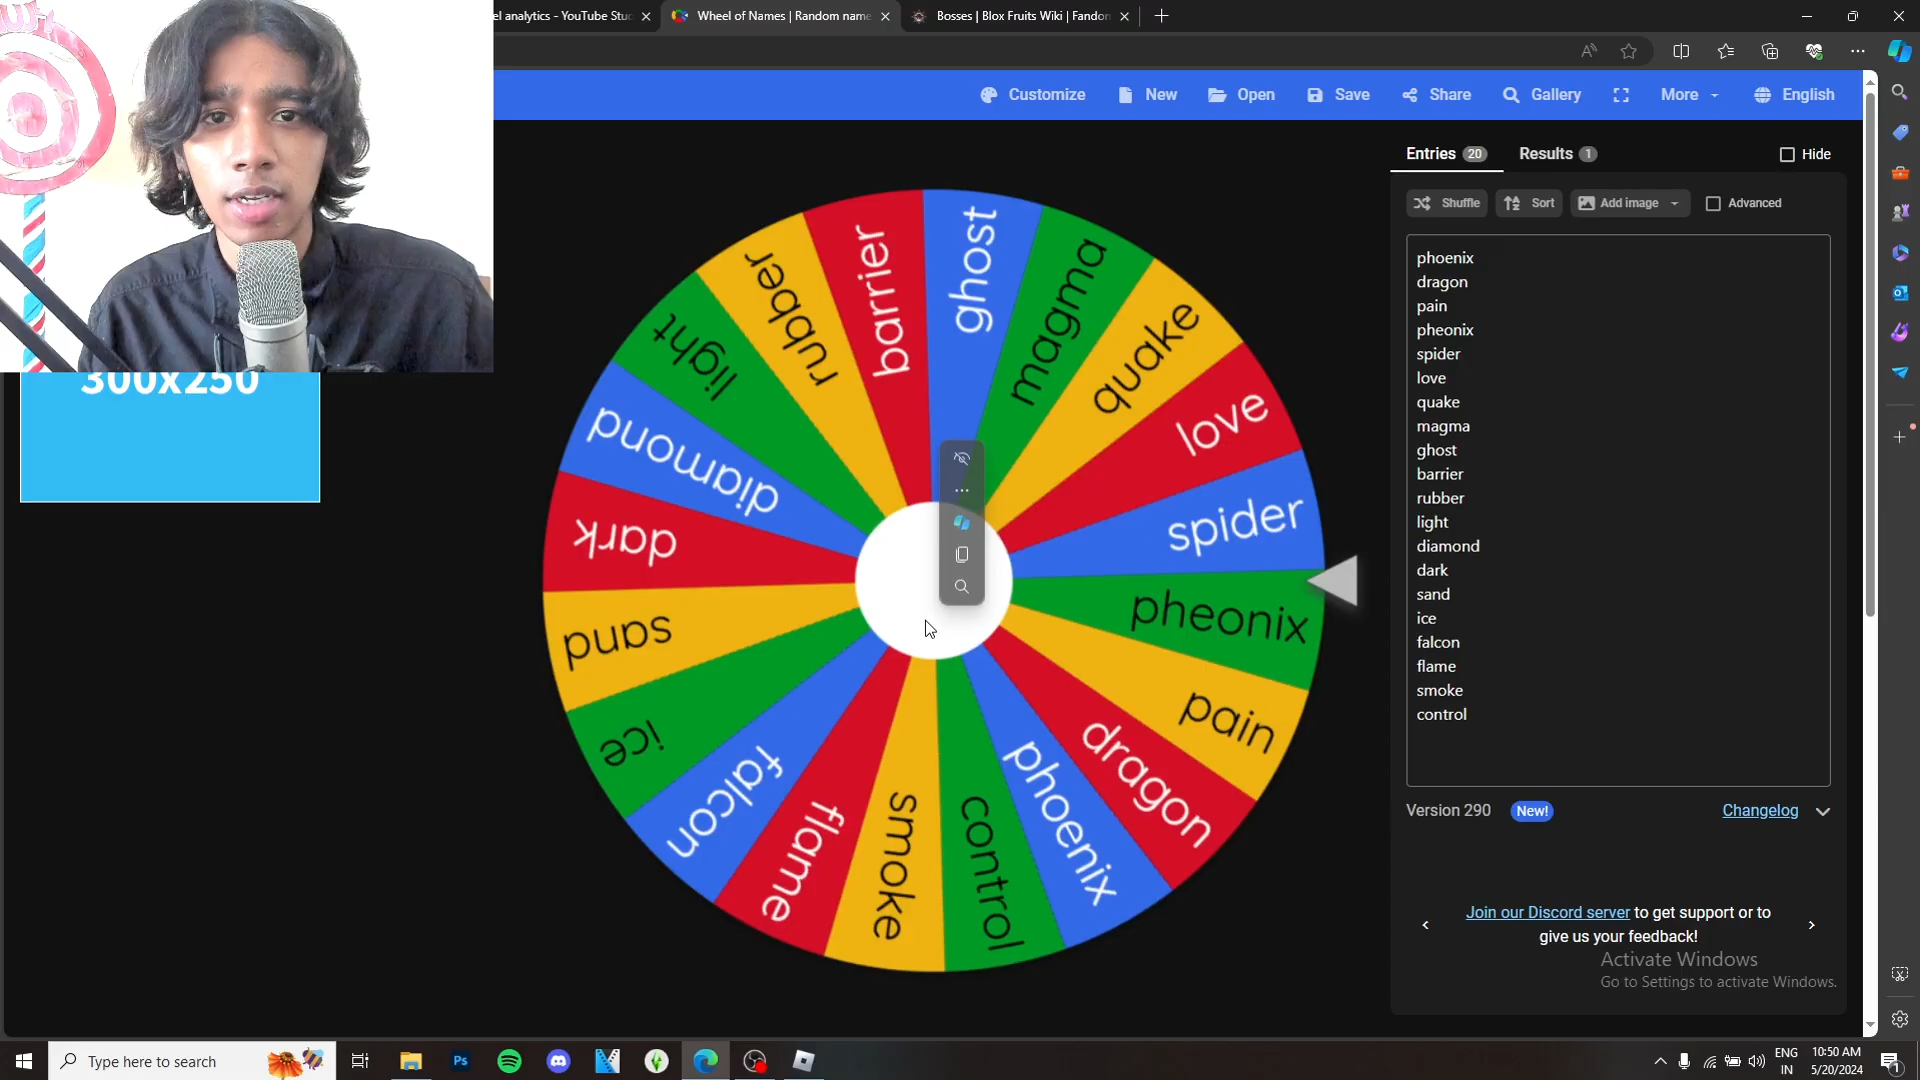 el analytics - YouTube Stu
Wheel of Names | Random name
Bosses | Blox Fruits Wiki | Fandom
Customize
New
Open
Save
Share
Gallery
More
English
Entries 20
Results 1
Hide
Shuffle
Sort
Add image
Advanced
phoenix
dragon
pain
pheonix
spider
love
quake
magma
ghost
barrier
rubber
light
diamond
dark
sand
ice
falcon
flame
smoke
control
ghost
magma
quake
love
spider
pheonix
pain
dragon
phoenix
control
smoke
flame
falcon
ice
sand
dark
diamond
light
rubber
barrier
300x250
Version 290
New!
Changelog
Join our Discord server to get support or to
give us your feedback!
Activate Windows
Go to Settings to activate Windows.
Type here to search
Ps
ENG
IN
10:50 AM
5/20/2024
1